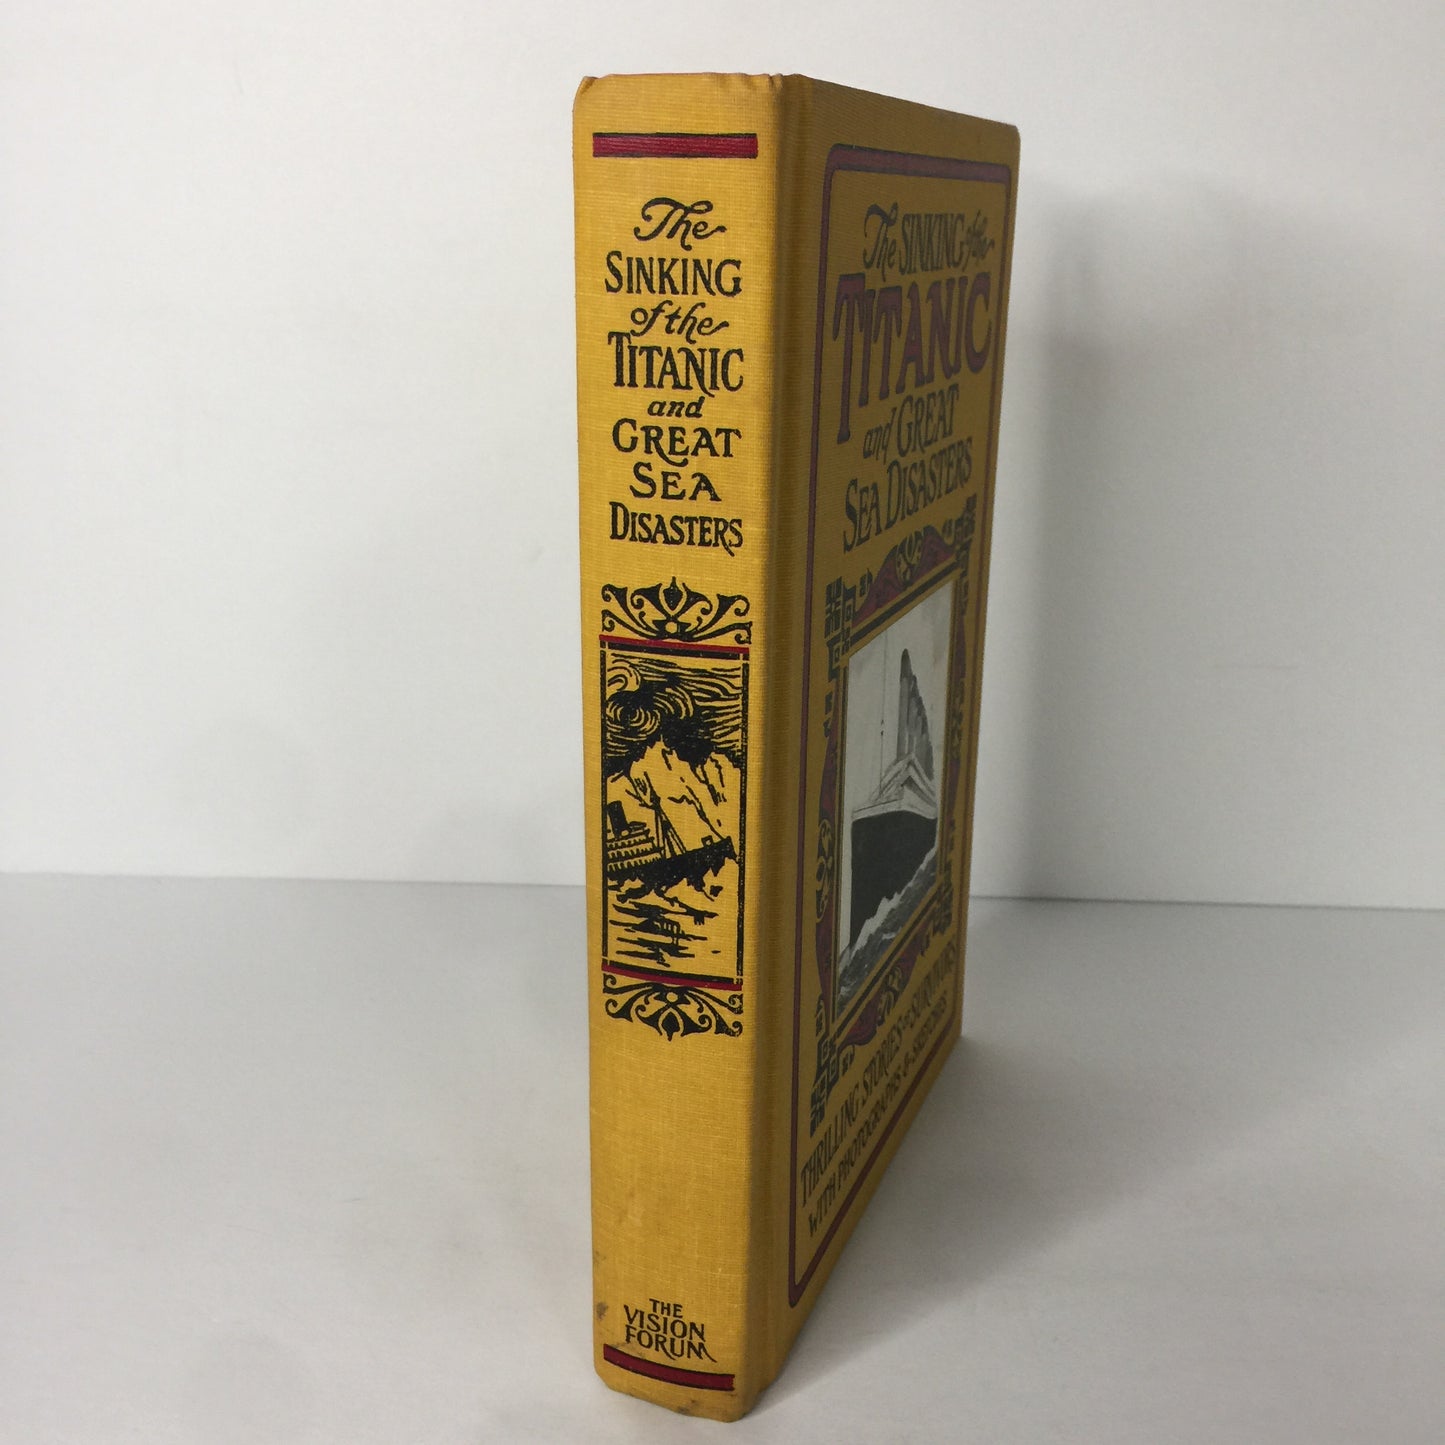 The
SINKING
of the
TITANIC
and
GREAT
SEA
DISASTERS
THE
VISION
FORUM
The SINKING of the
TITANIC
and GREAT
SEA DISASTERS
THRILLING STORIES of SURVIVORS
WITH PHOTOGRAPHS & SKETCHES